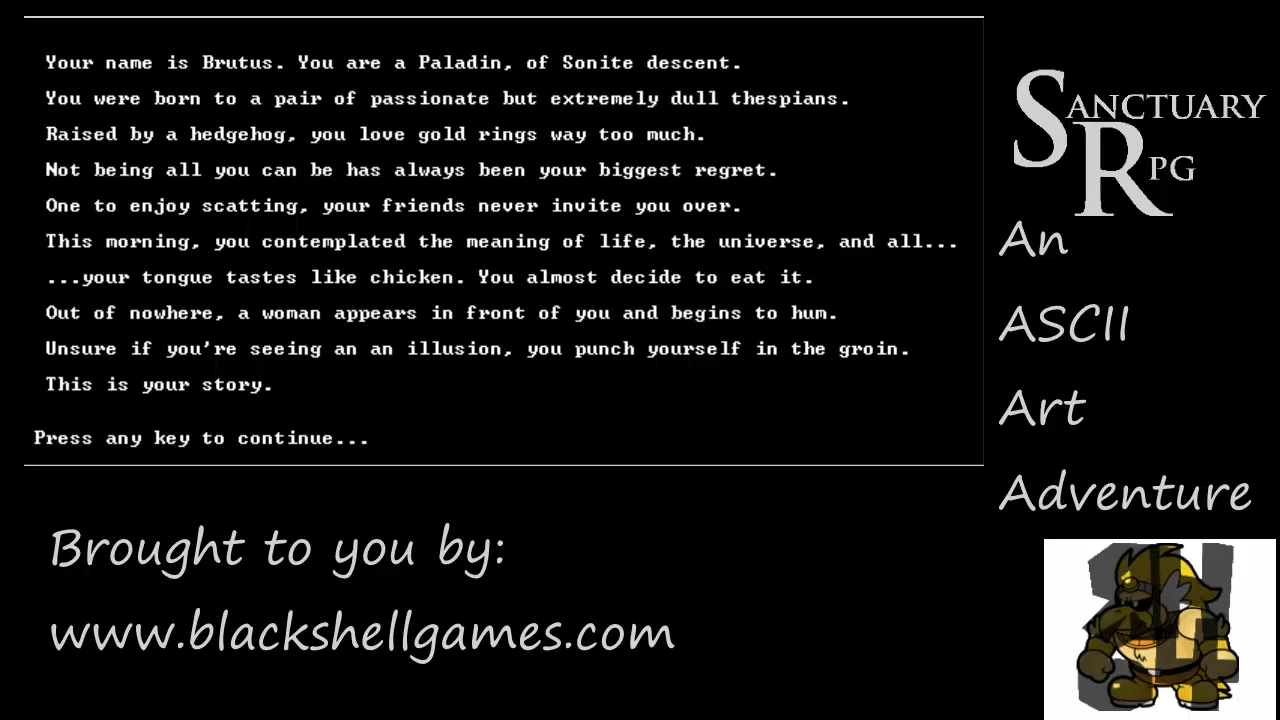 Your name is Brutus. You are a Paladin, of Sonite descent.
You were born to a pair of passionate but extremely dull thespians.
Raised by a hedgehog, you love gold rings way too much.
Not being all you can be has always been your biggest regret.
One to enjoy scatting, your friends never invite you over.
This morning, you contemplated the meaning of life, the universe, and all...
...your tongue tastes like chicken. You almost decide to eat it.
Out of nowhere, a woman appears in front of you and begins to hum.
Unsure if you're seeing an an illusion, you punch yourself in the groin.
This is your story.
Press any key to continue...
SANCTUARY
RPG
An
ASCII
Art
Adventure
Brought to you by:
www.blackshellgames.com